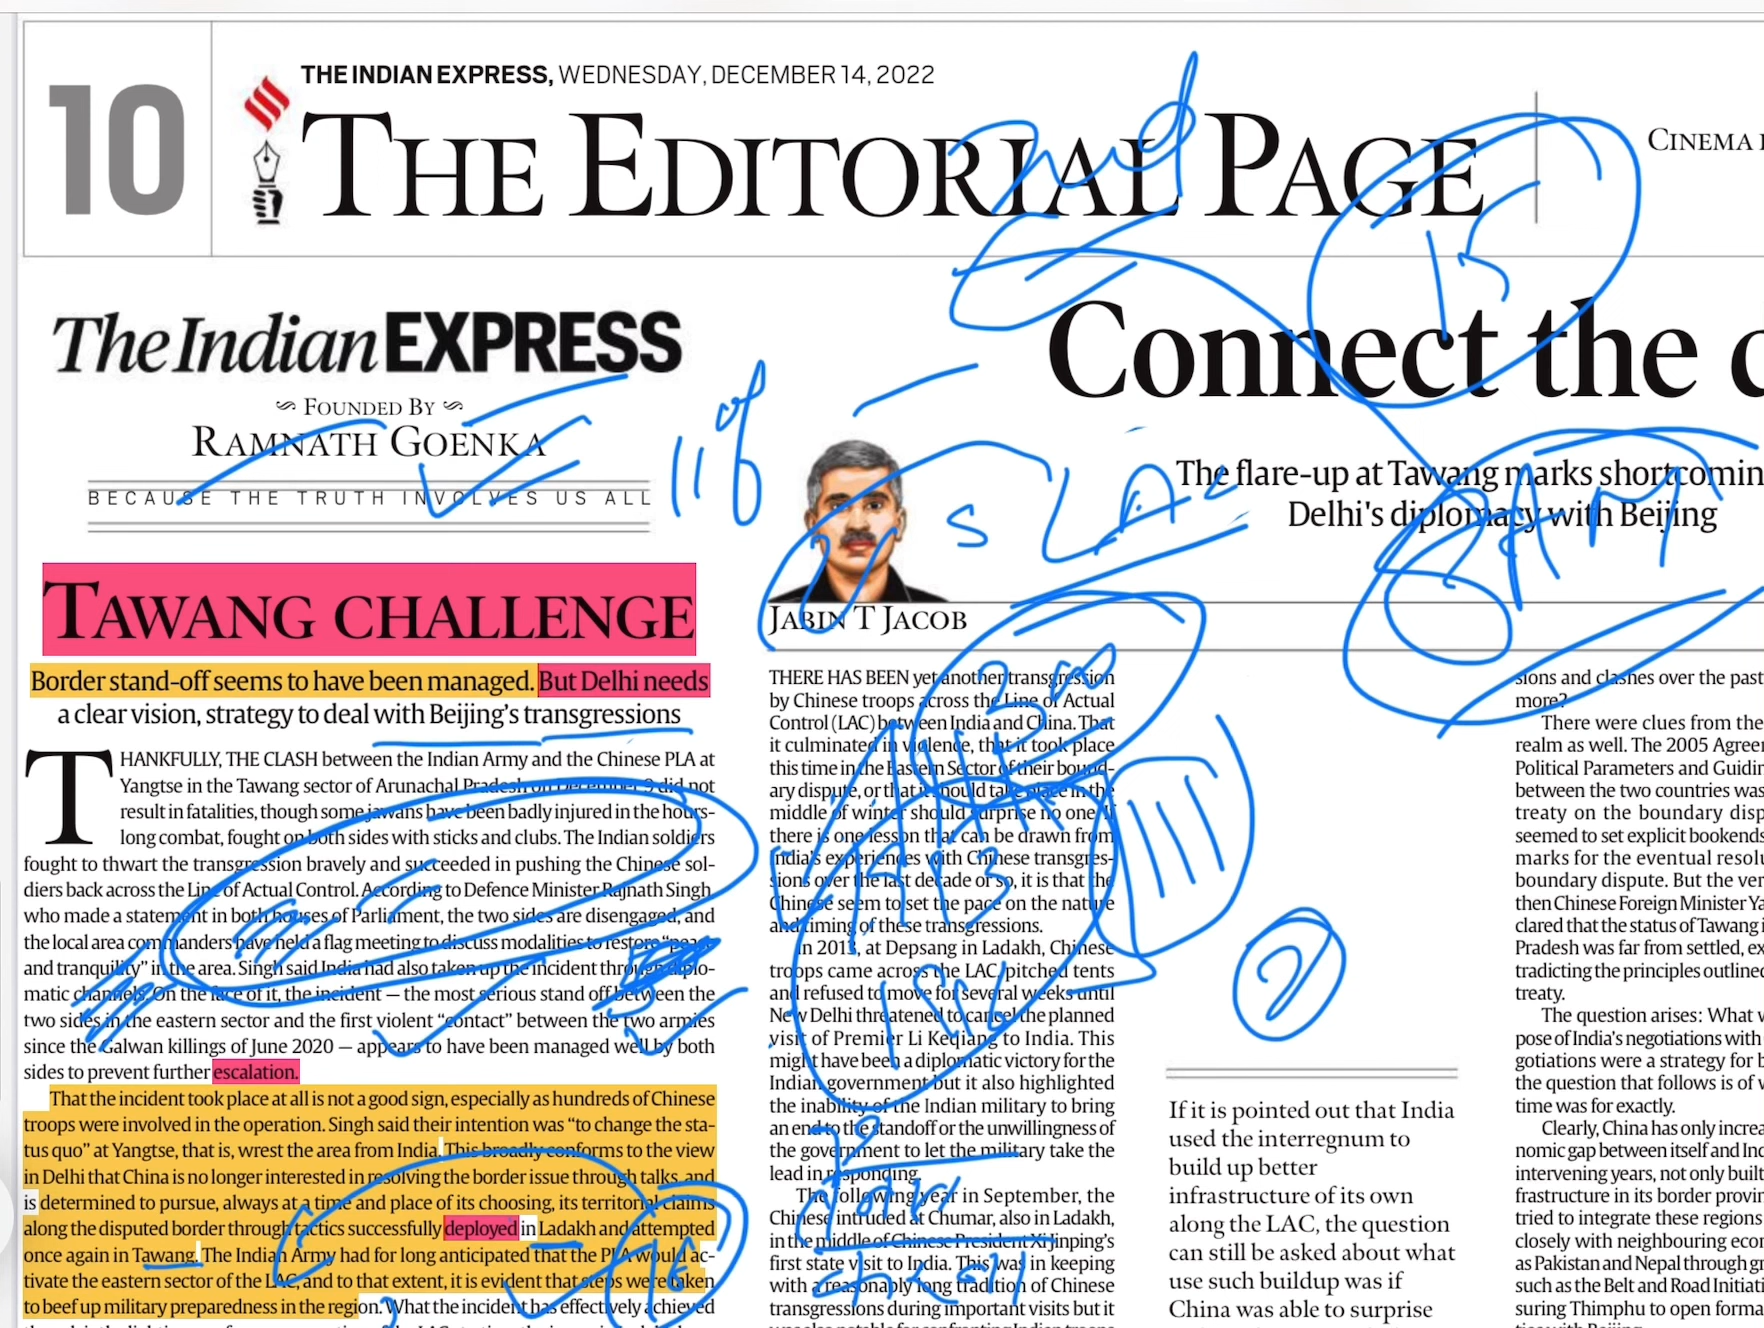 10
THE INDIAN EXPRESS, WEDNESDAY, DECEMBER 14, 2022
THE EDITORIAL PAGE
CINEMA
The Indian EXPRESS
FOUNDED BY
RAMNATH GOENKA
BECAUSE THE TRUTH INVOLVES US ALL
TAWANG CHALLENGE
Border stand-off seems to have been managed. But Delhi needs
a clear vision, strategy to deal with Beijing's transgressions
THANKFULLY, THE CLASH between the Indian Army and the Chinese PLA at
Yangtse in the Tawang sector of Arunachal Pradesh on December 9 did not
result in fatalities, though some jawans have been badly injured in the hours-
long combat, fought on both sides with sticks and clubs. The Indian soldiers
fought to thwart the transgression bravely and succeeded in pushing the Chinese sol-
diers back across the Line of Actual Control. According to Defence Minister Rajnath Singh,
who made a statement in both houses of Parliament, the two sides are disengaged, and
the local area commanders have held a flag meeting to discuss modalities to restore "peace
and tranquility" in the area. Singh said India had also taken up the incident through diplo-
matic channels. On the face of it, the incident — the most serious stand off between the
two sides in the eastern sector and the first violent "contact" between the two armies
since the Galwan killings of June 2020 — appears to have been managed well by both
sides to prevent further escalation.
That the incident took place at all is not a good sign, especially as hundreds of Chinese
troops were involved in the operation. Singh said their intention was "to change the sta-
tus quo" at Yangtse, that is, wrest the area from India. This broadly conforms to the view
in Delhi that China is no longer interested in resolving the border issue through talks, and
is determined to pursue, always at a time and place of its choosing, its territorial claims
along the disputed border through tactics successfully deployed in Ladakh and attempted
once again in Tawang. The Indian Army had for long anticipated that the PLA would ac-
tivate the eastern sector of the LAC, and to that extent, it is evident that steps were taken
to beef up military preparedness in the region. What the incident has effectively achieved
Connect the
The flare-up at Tawang marks shortcomin
Delhi's diplomacy with Beijing
JABIN T JACOB
THERE HAS BEEN yet another transgression
by Chinese troops across the Line of Actual
Control (LAC) between India and China. That
it culminated in violence, that it took place
this time in the Eastern Sector of their bound-
ary dispute, or that it should take place in the
middle of winter should surprise no one. If
there is one lesson that can be drawn from
India's experiences with Chinese transgres-
sions over the last decade or so, it is that the
Chinese seem to set the pace on the nature
and timing of these transgressions.
In 2013, at Depsang in Ladakh, Chinese
troops came across the LAC, pitched tents
and refused to move for several weeks until
New Delhi threatened to cancel the planned
visit of Premier Li Keqiang to India. This
might have been a diplomatic victory for the
Indian government but it also highlighted
the inability of the Indian military to bring
an end to the standoff or the unwillingness of
the government to let the military take the
lead in responding.
The following year in September, the
Chinese intruded at Chumar, also in Ladakh,
in the middle of Chinese President Xi Jinping's
first state visit to India. This was in keeping
with a reasonably long tradition of Chinese
transgressions during important visits but it
If it is pointed out that India
used the interregnum to
build up better
infrastructure of its own
along the LAC, the question
can still be asked about what
use such buildup was if
China was able to surprise
sions and clashes over the past
more?
There were clues from the
realm as well. The 2005 Agree
Political Parameters and Guidin
between the two countries was
treaty on the boundary disp
seemed to set explicit bookends
marks for the eventual resolu
boundary dispute. But the ver
then Chinese Foreign Minister Ya
clared that the status of Tawang i
Pradesh was far from settled, ex
tradicting the principles outline
treaty.
The question arises: What w
pose of India's negotiations with
gotiations were a strategy for b
the question that follows is of w
time was for exactly.
Clearly, China has only increa
nomic gap between itself and Ind
intervening years, not only built
frastructure in its border provin
tried to integrate these regions
closely with neighbouring econ
as Pakistan and Nepal through gr
such as the Belt and Road Initiati
suring Thimphu to open forma
2nd
15
LAC
2
16